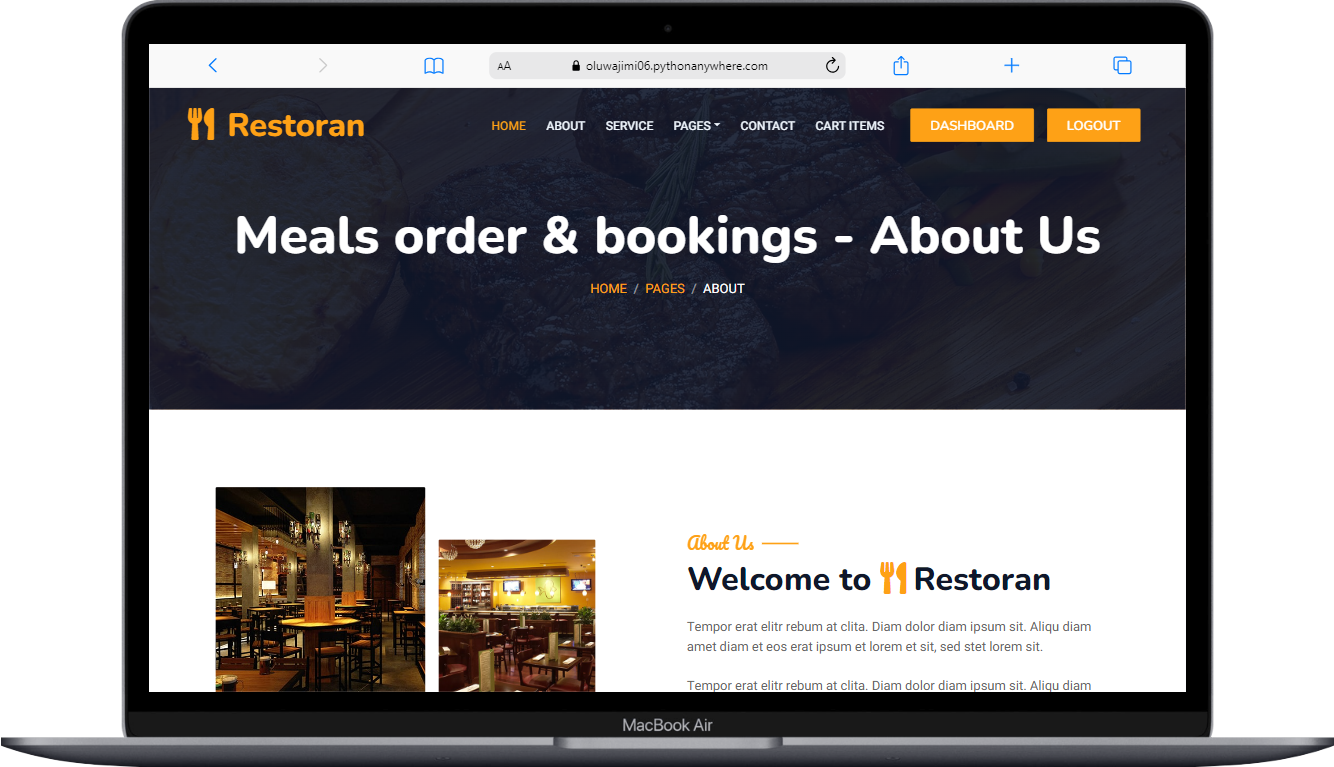 AA oluwajimi06.pythonanywhere.com
Restoran HOME ABOUT SERVICE PAGES CONTACT CART ITEMS DASHBOARD LOGOUT
Meals order & bookings - About Us
HOME / PAGES / ABOUT
About Us
Welcome to Restoran
Tempor erat elitr rebum at clita. Diam dolor diam ipsum sit. Aliqu diam
amet diam et eos erat ipsum et lorem et sit, sed stet lorem sit.
Tempor erat elitr rebum at clita. Diam dolor diam ipsum sit. Aliqu diam
MacBook Air